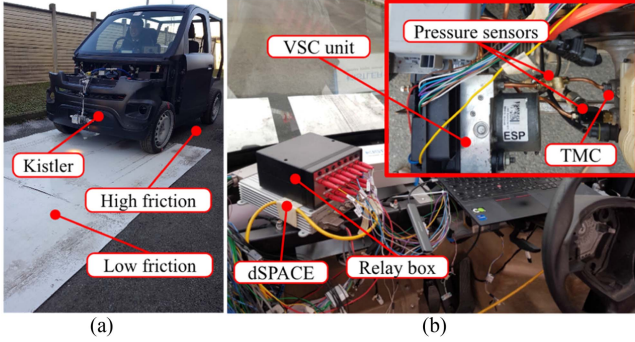 Kistler
High friction
Low friction
(a)
VSC unit
Pressure sensors
ESP
TMC
dSPACE
Relay box
(b)